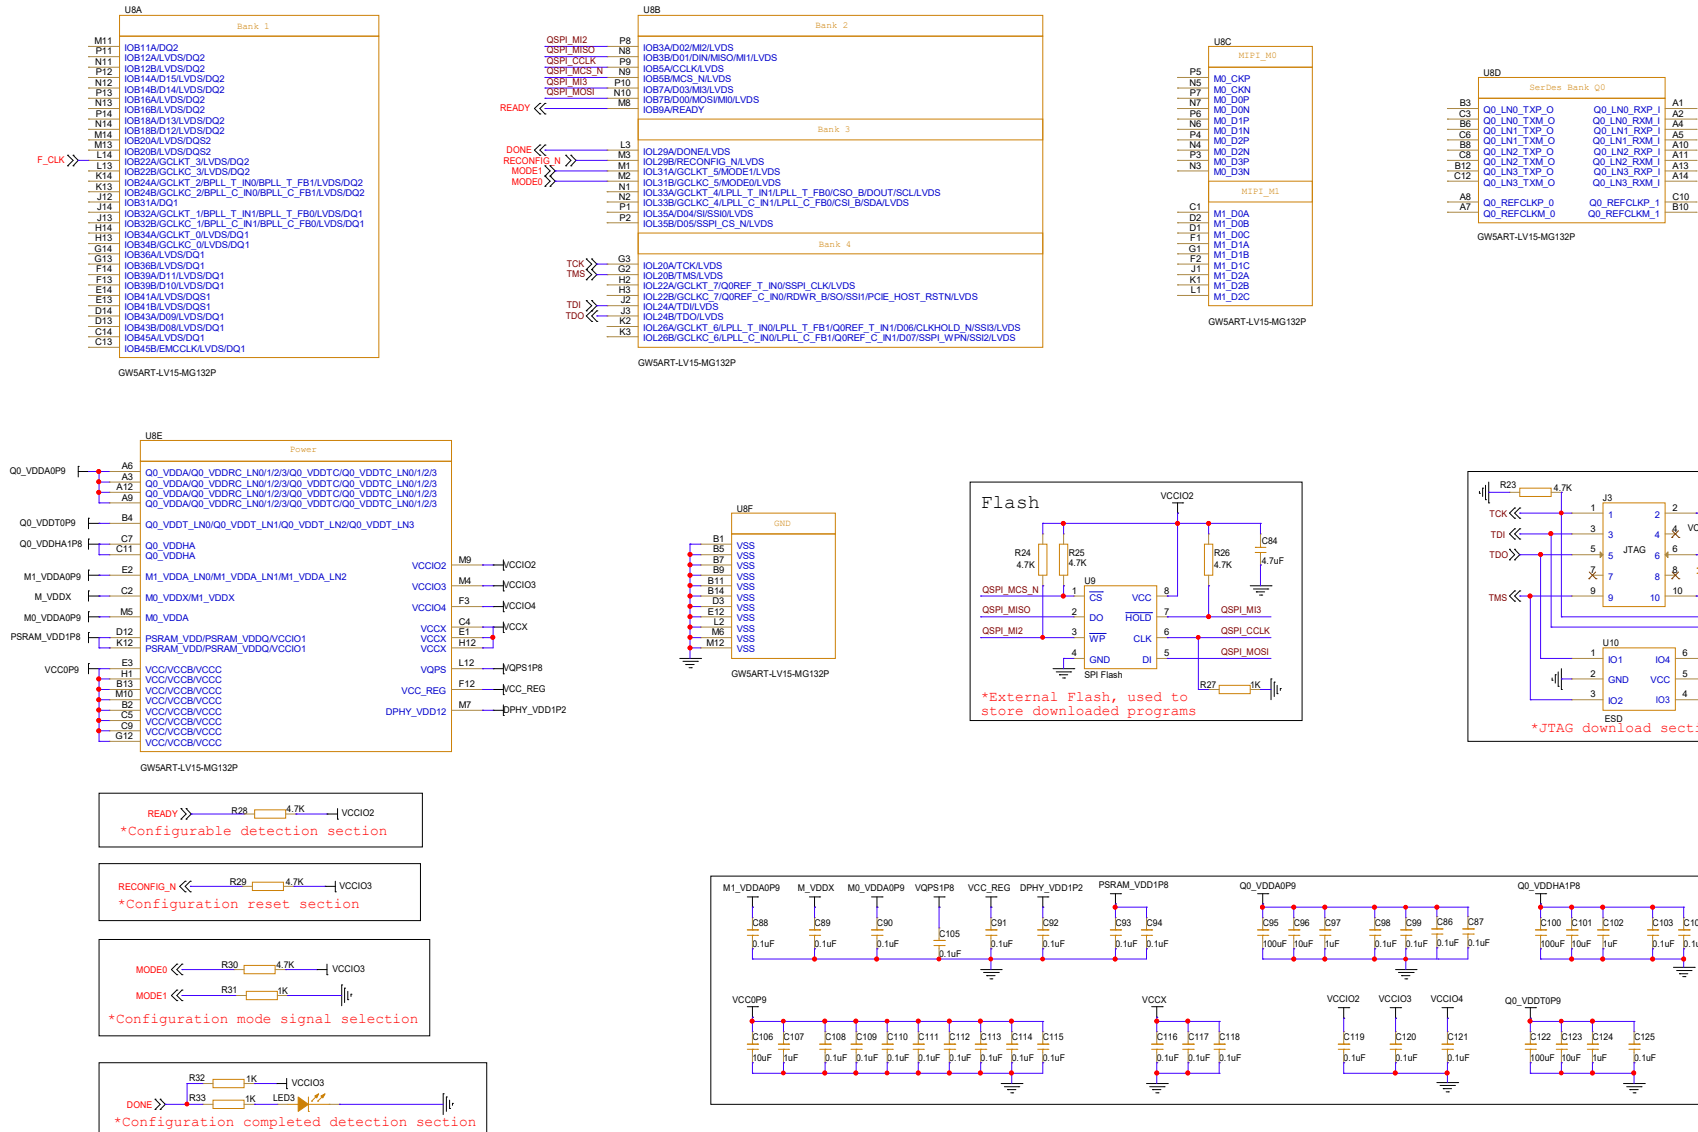 U8A
Bank 1
M11 IOB11A/DQ2
P11 IOB12A/LVDS/DQ2
N11 IOB12B/LVDS/DQ2
P12 IOB14A/D15/LVDS/DQ2
N12 IOB14B/D14/LVDS/DQ2
P13 IOB16A/LVDS/DQ2
N13 IOB16B/LVDS/DQ2
P14 IOB18A/D13/LVDS/DQ2
N14 IOB18B/D12/LVDS/DQ2
M14 IOB20A/LVDS/DQS2
M13 IOB20B/LVDS/DQS2
F_CLK L14 IOB22A/GCLKT_3/LVDS/DQ2
L13 IOB22B/GCLKC_3/LVDS/DQ2
K14 IOB24A/GCLKT_2/BPLL_T_IN0/BPLL_T_FB1/LVDS/DQ2
K13 IOB24B/GCLKC_2/BPLL_C_IN0/BPLL_C_FB1/LVDS/DQ2
J12 IOB31A/DQ1
J14 IOB32A/GCLKT_1/BPLL_T_IN1/BPLL_T_FB0/LVDS/DQ1
J13 IOB32B/GCLKC_1/BPLL_C_IN1/BPLL_C_FB0/LVDS/DQ1
H14 IOB34A/GCLKT_0/LVDS/DQ1
H13 IOB34B/GCLKC_0/LVDS/DQ1
G14 IOB36A/LVDS/DQ1
G13 IOB36B/LVDS/DQ1
F14 IOB39A/D11/LVDS/DQ1
F13 IOB39B/D10/LVDS/DQ1
E14 IOB41A/LVDS/DQS1
E13 IOB41B/LVDS/DQS1
D14 IOB43A/D09/LVDS/DQ1
D13 IOB43B/D08/LVDS/DQ1
C14 IOB45A/LVDS/DQ1
C13 IOB45B/EMCCLK/LVDS/DQ1
GW5ART-LV15-MG132P
U8B
Bank 2
QSPI_MI2 P8 IOB3A/D02/MI2/LVDS
QSPI_MISO N8 IOB3B/D01/DIN/MISO/MI1/LVDS
QSPI_CCLK P9 IOB5A/CCLK/LVDS
QSPI_MCS_N N9 IOB5B/MCS_N/LVDS
QSPI_MI3 P10 IOB7A/D03/MI3/LVDS
QSPI_MOSI N10 IOB7B/D00/MOSI/MI0/LVDS
READY M8 IOB9A/READY
Bank 3
DONE L3 IOL29A/DONE/LVDS
RECONFIG_N M3 IOL29B/RECONFIG_N/LVDS
MODE1 M1 IOL31A/GCLKT_5/MODE1/LVDS
MODE0 M2 IOL31B/GCLKC_5/MODE0/LVDS
N1 IOL33A/GCLKT_4/LPLL_T_IN1/LPLL_T_FB0/CSO_B/DOUT/SCL/LVDS
N2 IOL33B/GCLKC_4/LPLL_C_IN1/LPLL_C_FB0/CSI_B/SDA/LVDS
P1 IOL35A/D04/SI/SSI0/LVDS
P2 IOL35B/D05/SSPI_CS_N/LVDS
Bank 4
TCK G3 IOL20A/TCK/LVDS
TMS G2 IOL20B/TMS/LVDS
H2 IOL22A/GCLKT_7/Q0REF_T_IN0/SSPI_CLK/LVDS
H3 IOL22B/GCLKC_7/Q0REF_C_IN0/RDWR_B/SO/SSI1/PCIE_HOST_RSTN/LVDS
TDI J2 IOL24A/TDI/LVDS
TDO J3 IOL24B/TDO/LVDS
K2 IOL26A/GCLKT_6/LPLL_T_IN0/LPLL_T_FB1/Q0REF_T_IN1/D06/CLKHOLD_N/SSI3/LVDS
K3 IOL26B/GCLKC_6/LPLL_C_IN0/LPLL_C_FB1/Q0REF_C_IN1/D07/SSPI_WPN/SSI2/LVDS
GW5ART-LV15-MG132P
U8C
MIPI_M0
P5 M0_CKP
N5 M0_CKN
P7 M0_D0P
N7 M0_D0N
P6 M0_D1P
N6 M0_D1N
P4 M0_D2P
N4 M0_D2N
P3 M0_D3P
N3 M0_D3N
MIPI_M1
C1 M1_D0A
D2 M1_D0B
D1 M1_D0C
F1 M1_D1A
G1 M1_D1B
F2 M1_D1C
J1 M1_D2A
K1 M1_D2B
L1 M1_D2C
GW5ART-LV15-MG132P
U8D
SerDes Bank Q0
B3 Q0_LN0_TXP_O Q0_LN0_RXP_I A1
C3 Q0_LN0_TXM_O Q0_LN0_RXM_I A2
B6 Q0_LN1_TXP_O Q0_LN1_RXP_I A4
C6 Q0_LN1_TXM_O Q0_LN1_RXM_I A5
B8 Q0_LN2_TXP_O Q0_LN2_RXP_I A10
C8 Q0_LN2_TXM_O Q0_LN2_RXM_I A11
B12 Q0_LN3_TXP_O Q0_LN3_RXP_I A13
C12 Q0_LN3_TXM_O Q0_LN3_RXM_I A14
A8 Q0_REFCLKP_0 Q0_REFCLKP_1 C10
A7 Q0_REFCLKM_0 Q0_REFCLKM_1 B10
GW5ART-LV15-MG132P
U8E
Power
Q0_VDDA0P9 A6 Q0_VDDA/Q0_VDDRC_LN0/1/2/3/Q0_VDDTC/Q0_VDDTC_LN0/1/2/3
A3 Q0_VDDA/Q0_VDDRC_LN0/1/2/3/Q0_VDDTC/Q0_VDDTC_LN0/1/2/3
A12 Q0_VDDA/Q0_VDDRC_LN0/1/2/3/Q0_VDDTC/Q0_VDDTC_LN0/1/2/3
A9 Q0_VDDA/Q0_VDDRC_LN0/1/2/3/Q0_VDDTC/Q0_VDDTC_LN0/1/2/3
Q0_VDDT0P9 B4 Q0_VDDT_LN0/Q0_VDDT_LN1/Q0_VDDT_LN2/Q0_VDDT_LN3
Q0_VDDHA1P8 C7 Q0_VDDHA
C11 Q0_VDDHA
VCCIO2 M9 VCCIO2
M1_VDDA0P9 E2 M1_VDDA_LN0/M1_VDDA_LN1/M1_VDDA_LN2
VCCIO3 M4 VCCIO3
M_VDDX C2 M0_VDDX/M1_VDDX
VCCIO4 F3 VCCIO4
M0_VDDA0P9 M5 M0_VDDA
VCCX C4 VCCX
PSRAM_VDD1P8 D12 PSRAM_VDD/PSRAM_VDDQ/VCCIO1 VCCX E1
K12 PSRAM_VDD/PSRAM_VDDQ/VCCIO1 VCCX H12
VCC0P9 E3 VCC/VCCB/VCCC VQPS L12 VQPS1P8
H1 VCC/VCCB/VCCC
B13 VCC/VCCB/VCCC VCC_REG F12 VCC_REG
M10 VCC/VCCB/VCCC
B2 VCC/VCCB/VCCC DPHY_VDD12 M7 DPHY_VDD1P2
C5 VCC/VCCB/VCCC
C9 VCC/VCCB/VCCC
G12 VCC/VCCB/VCCC
GW5ART-LV15-MG132P
U8F
GND
B1 VSS
B5 VSS
B7 VSS
B9 VSS
B11 VSS
B14 VSS
D3 VSS
E12 VSS
L2 VSS
M6 VSS
M12 VSS
GW5ART-LV15-MG132P
Flash
VCCIO2
R24 4.7K
R25 4.7K
R26 4.7K
C84 4.7uF
U9
QSPI_MCS_N 1 CS VCC 8
QSPI_MISO 2 DO HOLD 7 QSPI_MI3
QSPI_MI2 3 WP CLK 6 QSPI_CCLK
4 GND DI 5 QSPI_MOSI
SPI Flash
R27 1K
*External Flash, used to
store downloaded programs
R23 4.7K
J3
TCK 1 1 2 2
TDI 3 3 4 4 VC
JTAG
TDO 5 5 6 6
7 7 8 8
TMS 9 9 10 10
U10
1 IO1 IO4 6
2 GND VCC 5
3 IO2 IO3 4
ESD
*JTAG download secti
READY R28 4.7K VCCIO2
*Configurable detection section
RECONFIG_N R29 4.7K VCCIO3
*Configuration reset section
MODE0 R30 4.7K VCCIO3
MODE1 R31 1K
*Configuration mode signal selection
R32 1K VCCIO3
DONE R33 1K LED3
*Configuration completed detection section
M1_VDDA0P9 M_VDDX M0_VDDA0P9 VQPS1P8 VCC_REG DPHY_VDD1P2 PSRAM_VDD1P8 Q0_VDDA0P9 Q0_VDDHA1P8
C88 C89 C90 C105 C91 C92 C93 C94 C95 C96 C97 C98 C99 C86 C87 C100 C101 C102 C103 C10
0.1uF 0.1uF 0.1uF 0.1uF 0.1uF 0.1uF 0.1uF 0.1uF 100uF 10uF 1uF 0.1uF 0.1uF 0.1uF 0.1uF 100uF 10uF 1uF 0.1uF 0.1u
VCC0P9 VCCX VCCIO2 VCCIO3 VCCIO4 Q0_VDDT0P9
C106 C107 C108 C109 C110 C111 C112 C113 C114 C115 C116 C117 C118 C119 C120 C121 C122 C123 C124 C125
10uF 1uF 0.1uF 0.1uF 0.1uF 0.1uF 0.1uF 0.1uF 0.1uF 0.1uF 0.1uF 0.1uF 0.1uF 0.1uF 0.1uF 0.1uF 100uF 10uF 1uF 0.1uF